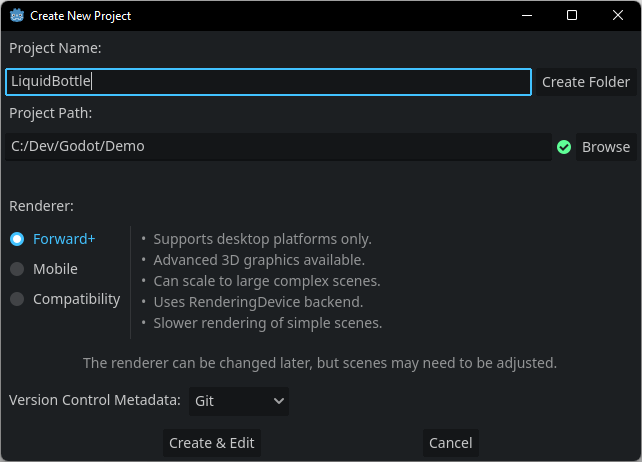 Create New Project
Project Name:
LiquidBottle
Create Folder
Project Path:
C:/Dev/Godot/Demo
Browse
Renderer:
Forward+
Mobile
Compatibility
• Supports desktop platforms only.
• Advanced 3D graphics available.
• Can scale to large complex scenes.
• Uses RenderingDevice backend.
• Slower rendering of simple scenes.
The renderer can be changed later, but scenes may need to be adjusted.
Version Control Metadata: Git
Create & Edit
Cancel